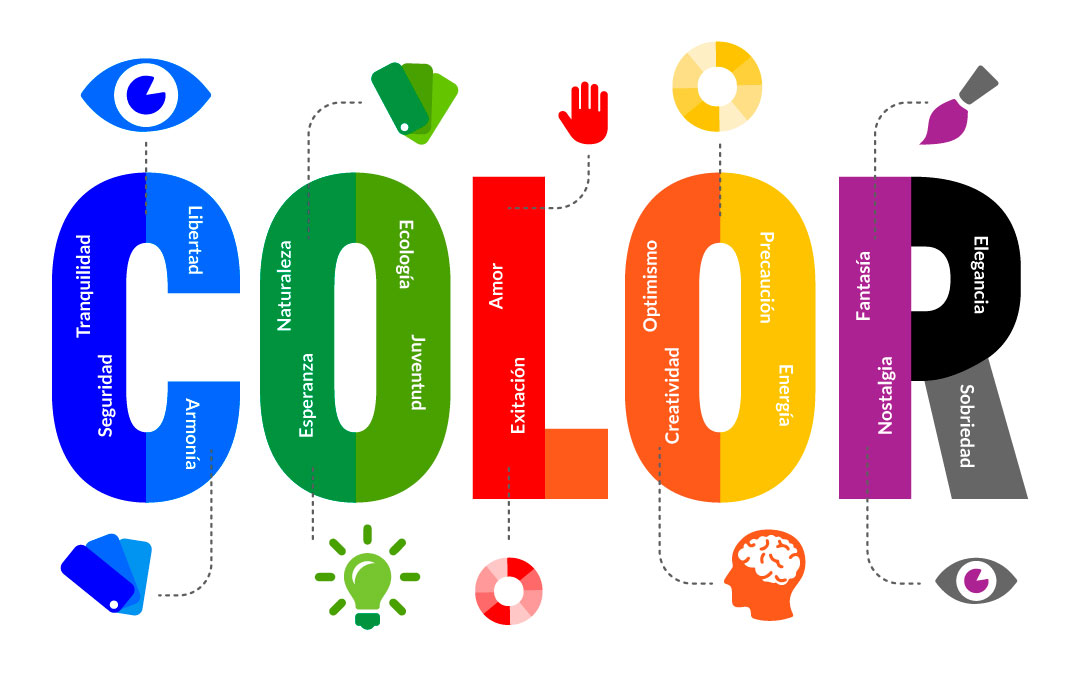 COLOR
Tranquilidad
Seguridad
Libertad
Armonía
Naturaleza
Esperanza
Ecología
Juventud
Amor
Exitación
Optimismo
Creatividad
Precaución
Energía
Fantasía
Nostalgia
Elegancia
Sobriedad